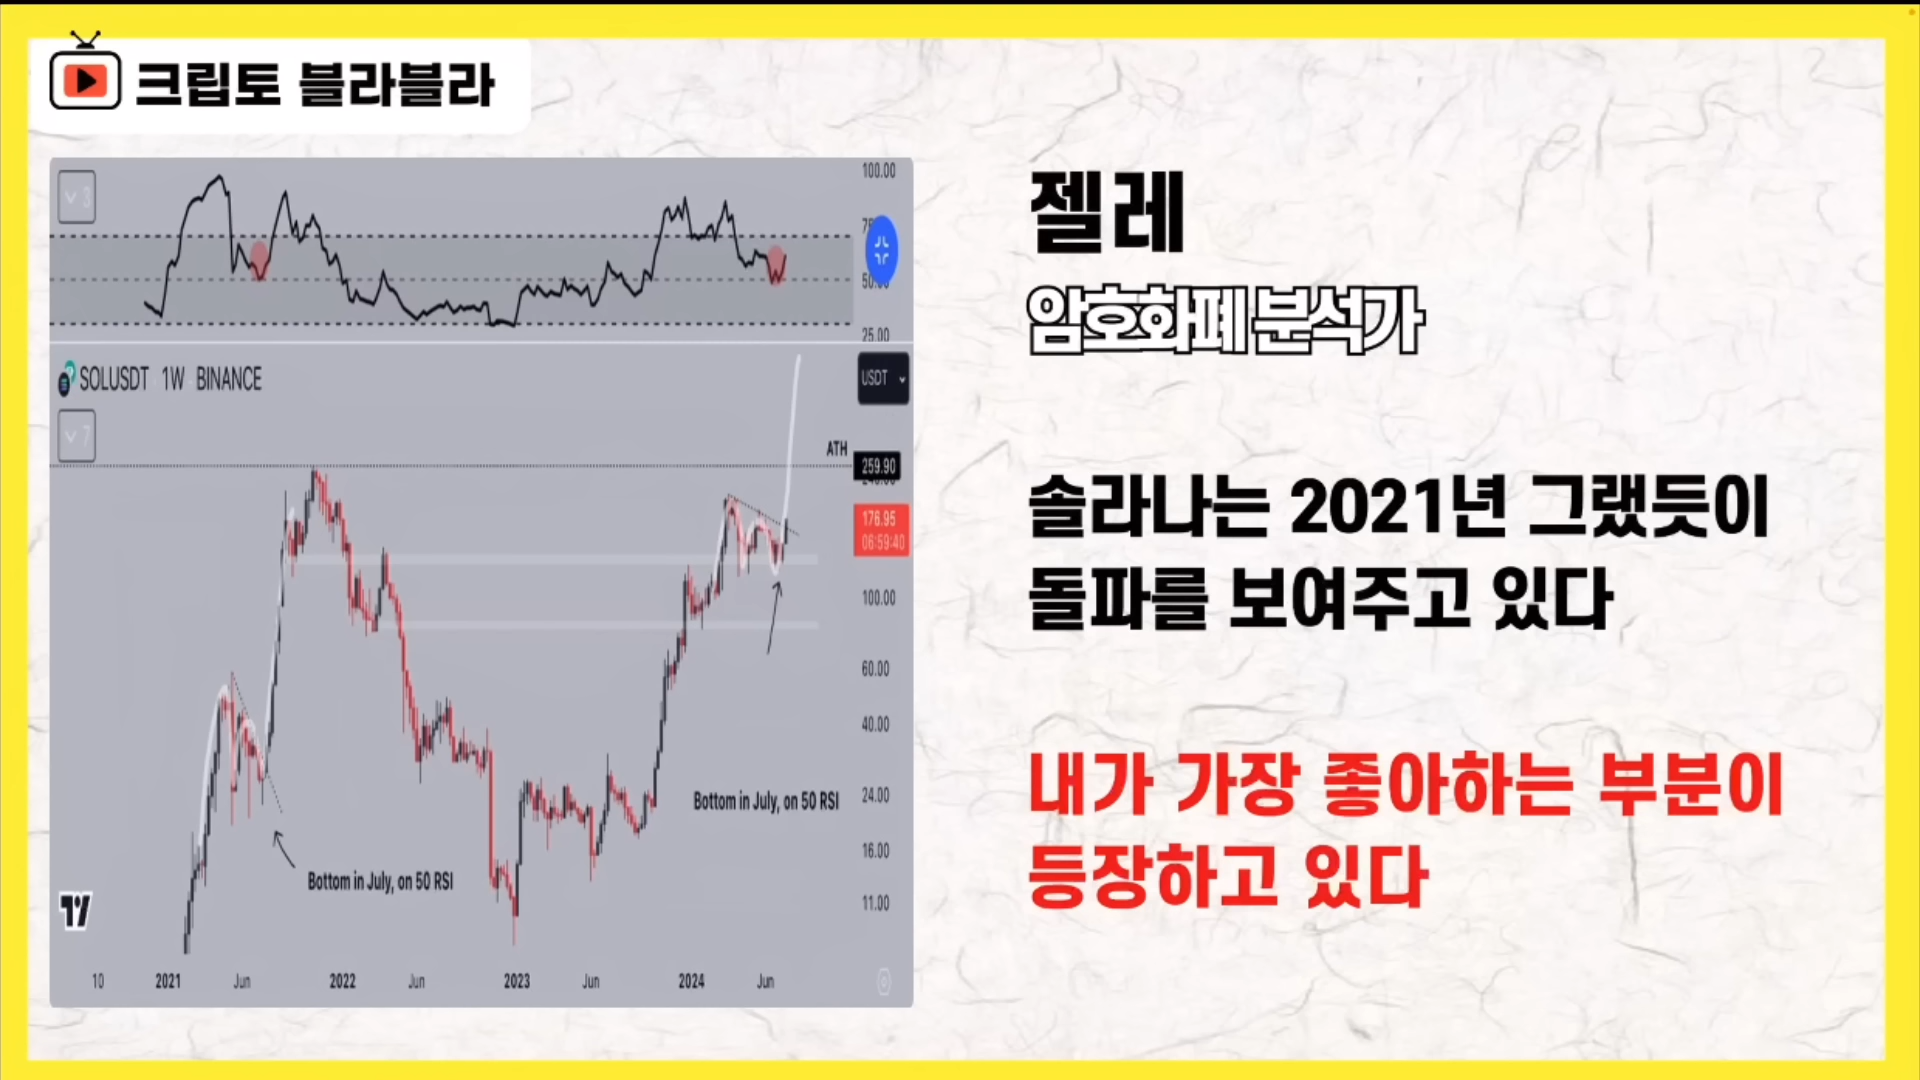 크립토 블라블라
3
100.00
25.00
SOLUSDT 1W BINANCE
USDT
7
ATH
259.90
176.95
06:59:40
100.00
60.00
40.00
24.00
16.00
11.00
Bottom in July, on 50 RSI
Bottom in July, on 50 RSI
10 2021 Jun 2022 Jun 2023 Jun 2024 Jun
젤레
암호화폐 분석가
솔라나는 2021년 그랬듯이
돌파를 보여주고 있다
내가 가장 좋아하는 부분이
등장하고 있다